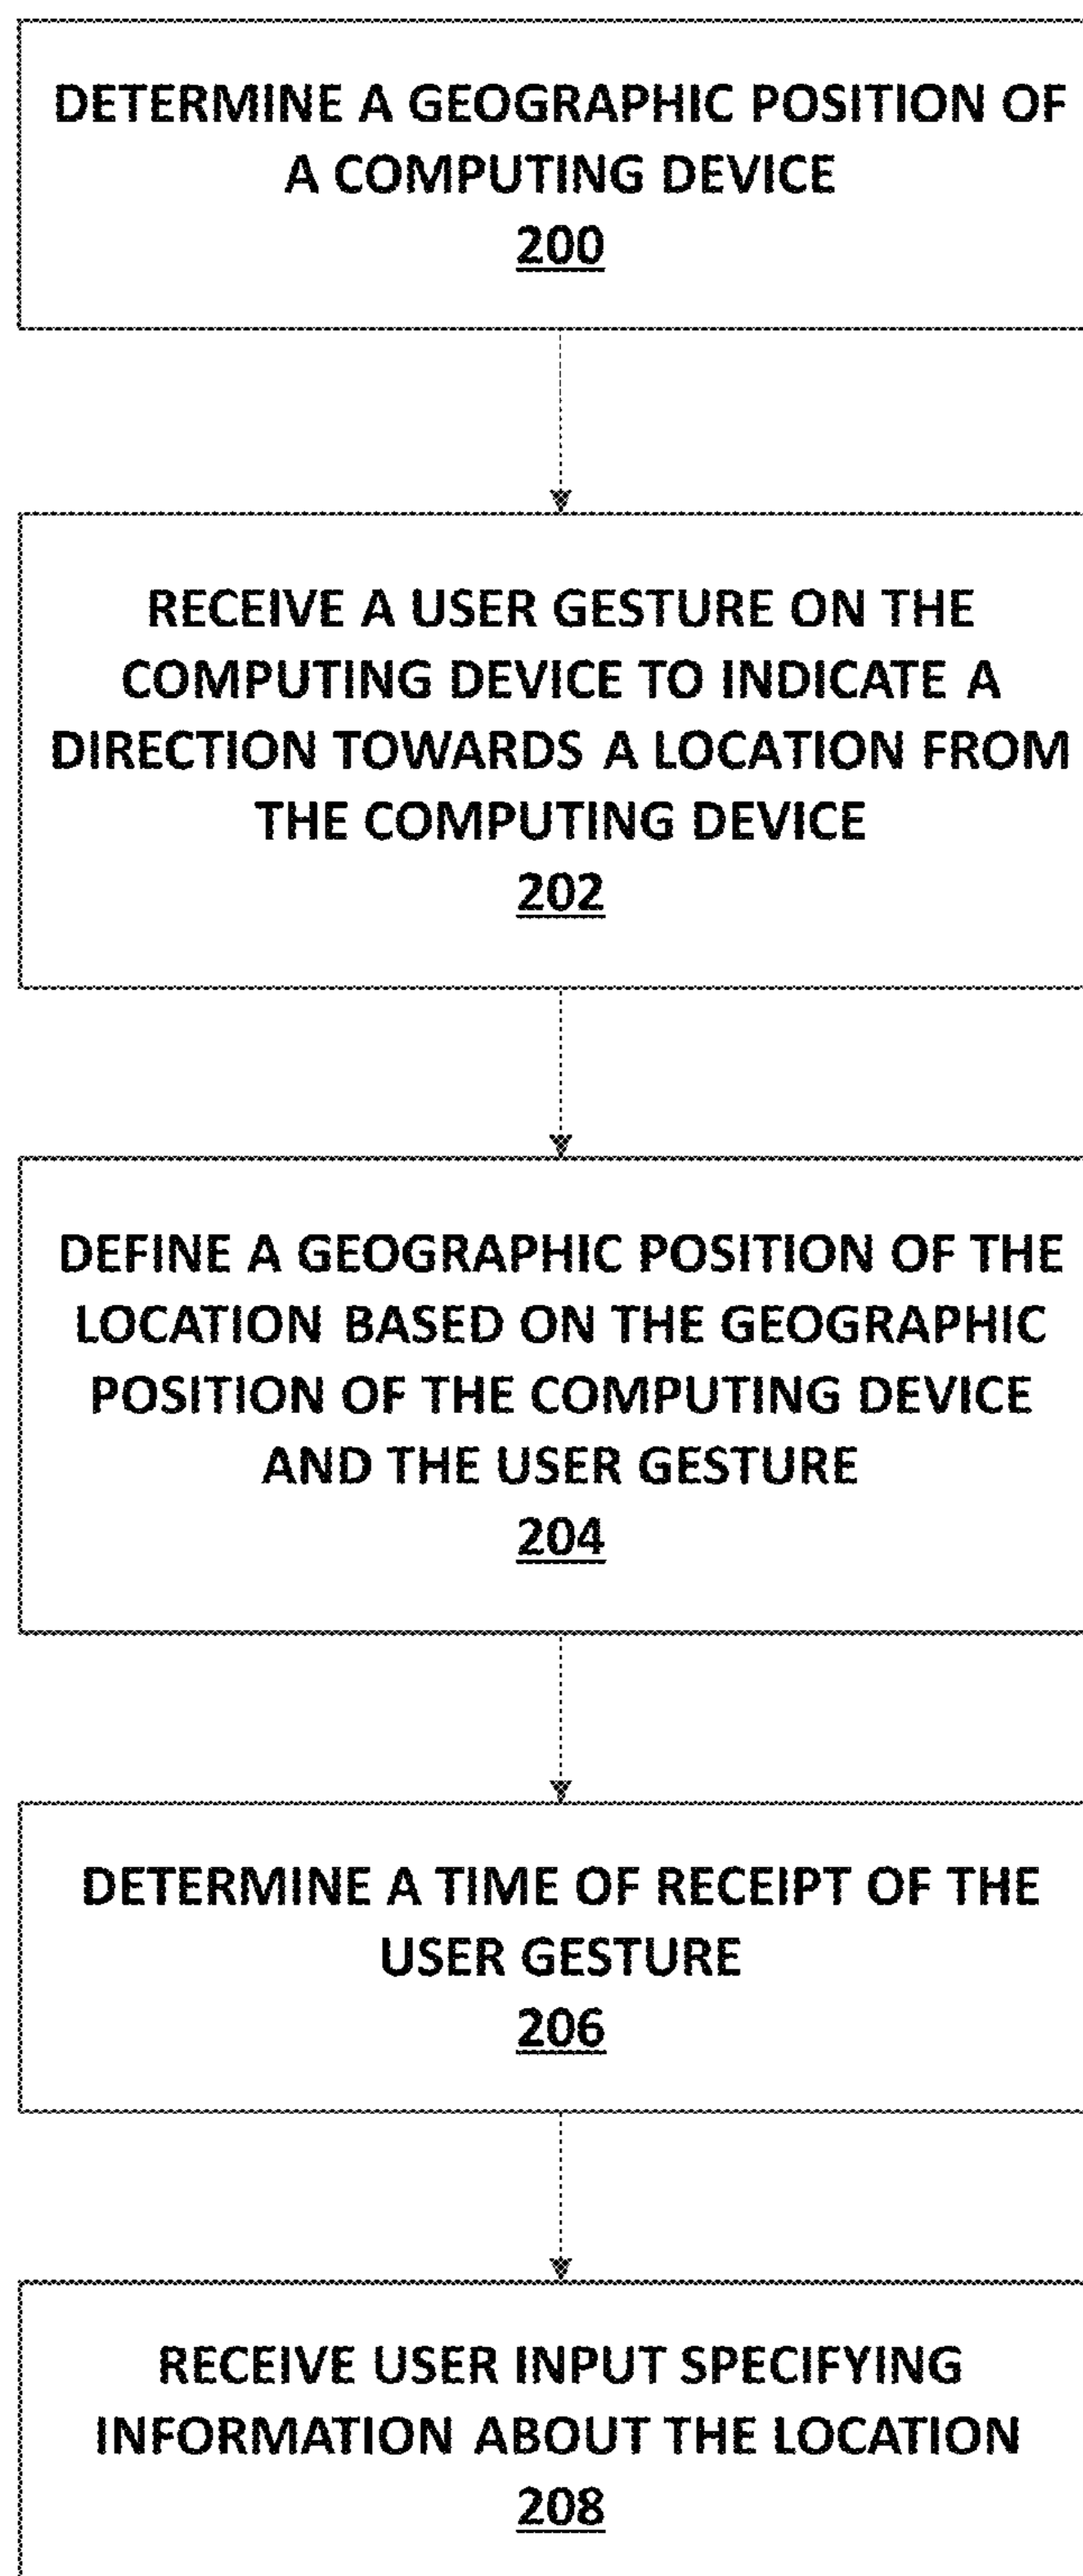 DETERMINE A GEOGRAPHIC POSITION OF
A COMPUTING DEVICE
200
RECEIVE A USER GESTURE ON THE
COMPUTING DEVICE TO INDICATE A
DIRECTION TOWARDS A LOCATION FROM
THE COMPUTING DEVICE
202
DEFINE A GEOGRAPHIC POSITION OF THE
LOCATION BASED ON THE GEOGRAPHIC
POSITION OF THE COMPUTING DEVICE
AND THE USER GESTURE
204
DETERMINE A TIME OF RECEIPT OF THE
USER GESTURE
206
RECEIVE USER INPUT SPECIFYING
INFORMATION ABOUT THE LOCATION
208